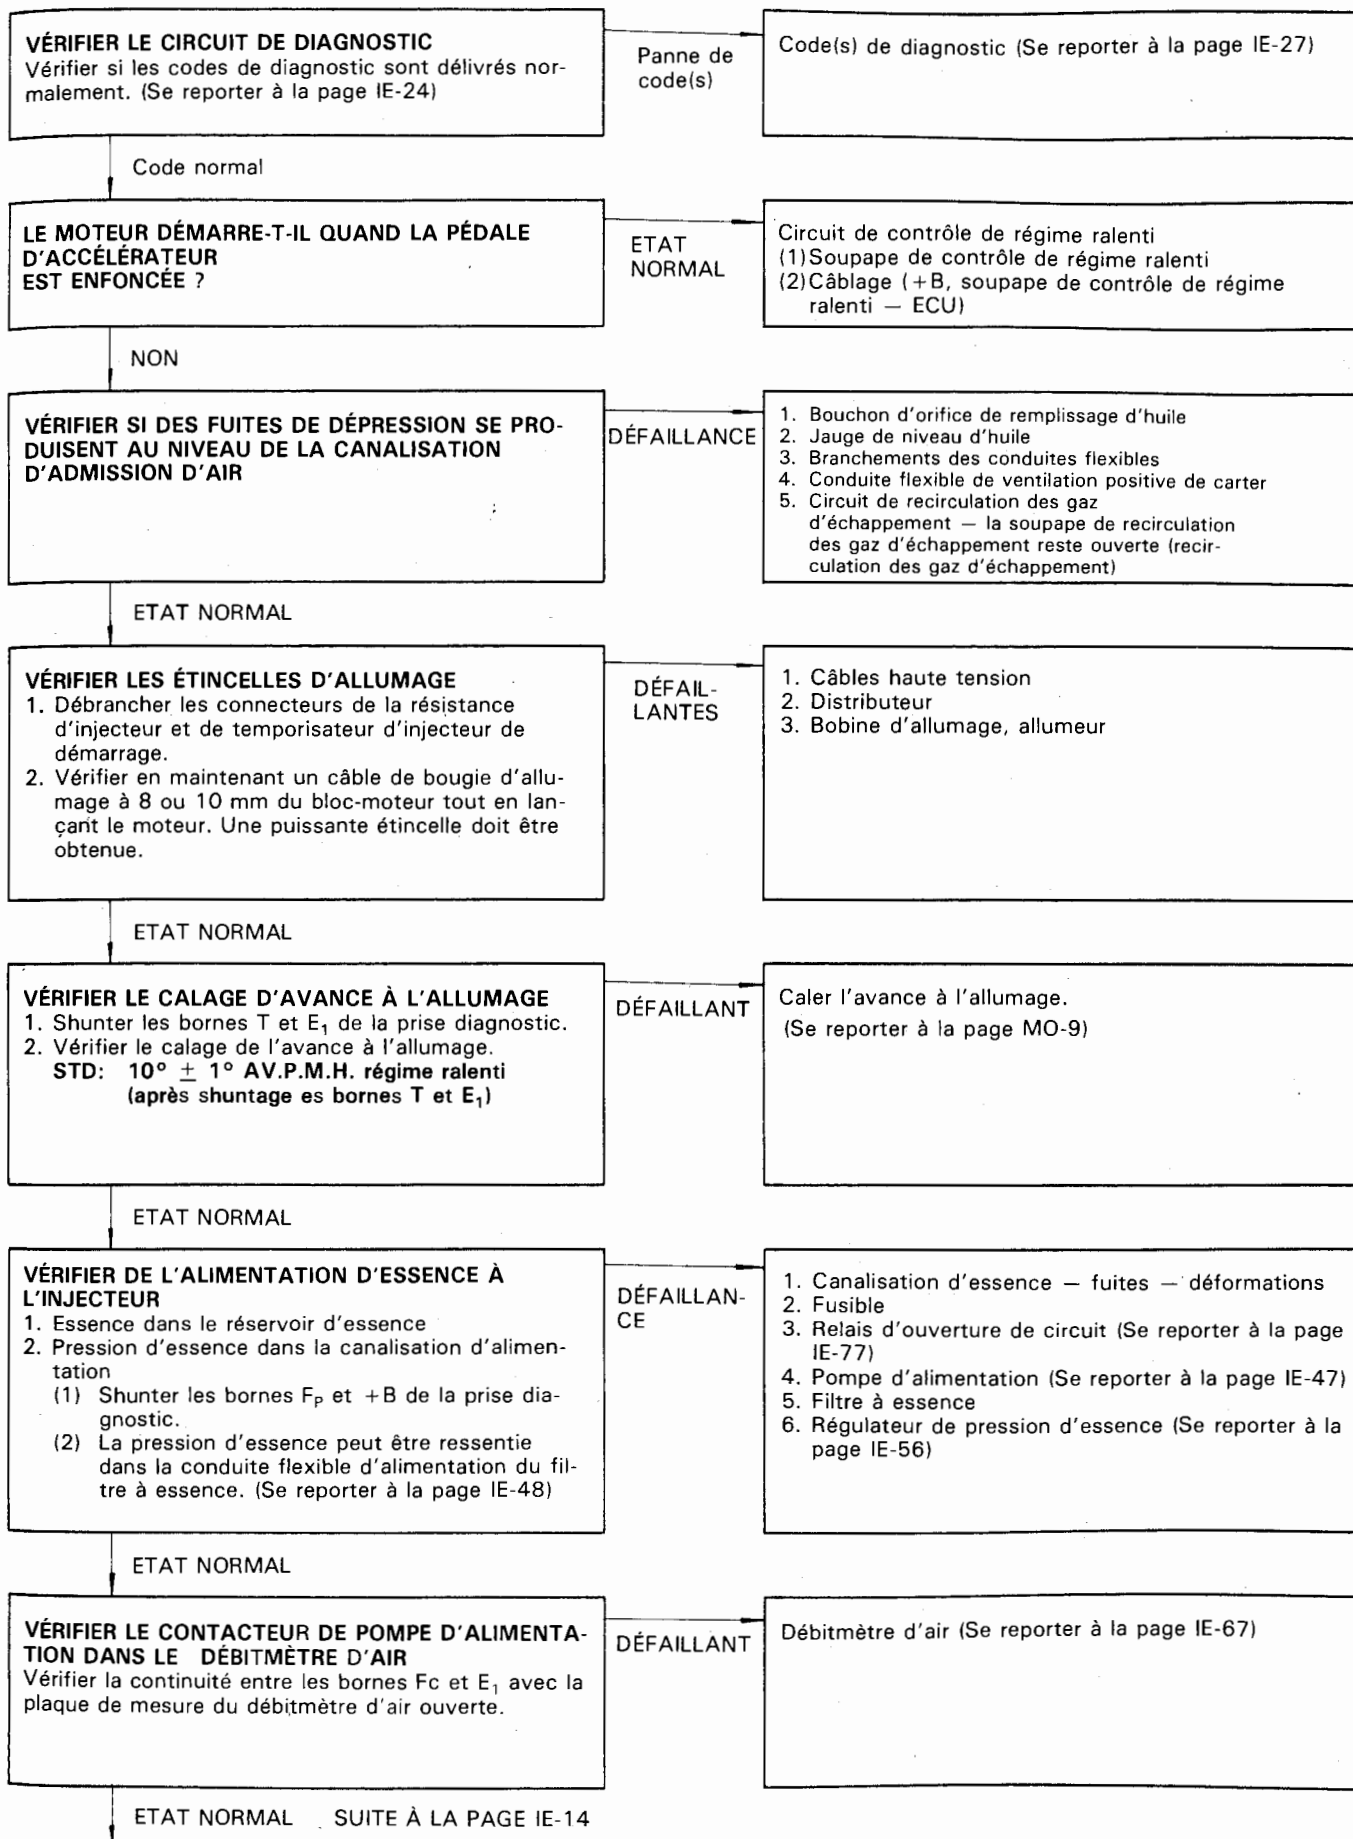 VÉRIFIER LE CIRCUIT DE DIAGNOSTIC
Vérifier si les codes de diagnostic sont délivrés nor-
malement. (Se reporter à la page IE-24)
Panne de
code(s)
Code(s) de diagnostic (Se reporter à la page IE-27)
Code normal
LE MOTEUR DÉMARRE-T-IL QUAND LA PÉDALE
D'ACCÉLÉRATEUR
EST ENFONCÉE ?
ETAT
NORMAL
Circuit de contrôle de régime ralenti
(1)Soupape de contrôle de régime ralenti
(2)Câblage (+B, soupape de contrôle de régime
ralenti — ECU)
NON
VÉRIFIER SI DES FUITES DE DÉPRESSION SE PRO-
DUISENT AU NIVEAU DE LA CANALISATION
D'ADMISSION D'AIR
DÉFAILLANCE
1. Bouchon d'orifice de remplissage d'huile
2. Jauge de niveau d'huile
3. Branchements des conduites flexibles
4. Conduite flexible de ventilation positive de carter
5. Circuit de recirculation des gaz
d'échappement — la soupape de recirculation
des gaz d'échappement reste ouverte (recir-
culation des gaz d'échappement)
ETAT NORMAL
VÉRIFIER LES ÉTINCELLES D'ALLUMAGE
1. Débrancher les connecteurs de la résistance
d'injecteur et de temporisateur d'injecteur de
démarrage.
2. Vérifier en maintenant un câble de bougie d'allu-
mage à 8 ou 10 mm du bloc-moteur tout en lan-
çant le moteur. Une puissante étincelle doit être
obtenue.
DÉFAIL-
LANTES
1. Câbles haute tension
2. Distributeur
3. Bobine d'allumage, allumeur
ETAT NORMAL
VÉRIFIER LE CALAGE D'AVANCE À L'ALLUMAGE
1. Shunter les bornes T et E₁ de la prise diagnostic.
2. Vérifier le calage de l'avance à l'allumage.
STD: 10° ± 1° AV.P.M.H. régime ralenti
(après shuntage es bornes T et E₁)
DÉFAILLANT
Caler l'avance à l'allumage.
(Se reporter à la page MO-9)
ETAT NORMAL
VÉRIFIER DE L'ALIMENTATION D'ESSENCE À
L'INJECTEUR
1. Essence dans le réservoir d'essence
2. Pression d'essence dans la canalisation d'alimen-
tation
(1) Shunter les bornes Fₚ et +B de la prise dia-
gnostic.
(2) La pression d'essence peut être ressentie
dans la conduite flexible d'alimentation du fil-
tre à essence. (Se reporter à la page IE-48)
DÉFAILLAN-
CE
1. Canalisation d'essence — fuites — déformations
2. Fusible
3. Relais d'ouverture de circuit (Se reporter à la page
IE-77)
4. Pompe d'alimentation (Se reporter à la page IE-47)
5. Filtre à essence
6. Régulateur de pression d'essence (Se reporter à la
page IE-56)
ETAT NORMAL
VÉRIFIER LE CONTACTEUR DE POMPE D'ALIMENTA-
TION DANS LE DÉBITMÈTRE D'AIR
Vérifier la continuité entre les bornes Fc et E₁ avec la
plaque de mesure du débitmètre d'air ouverte.
DÉFAILLANT
Débitmètre d'air (Se reporter à la page IE-67)
ETAT NORMAL SUITE À LA PAGE IE-14